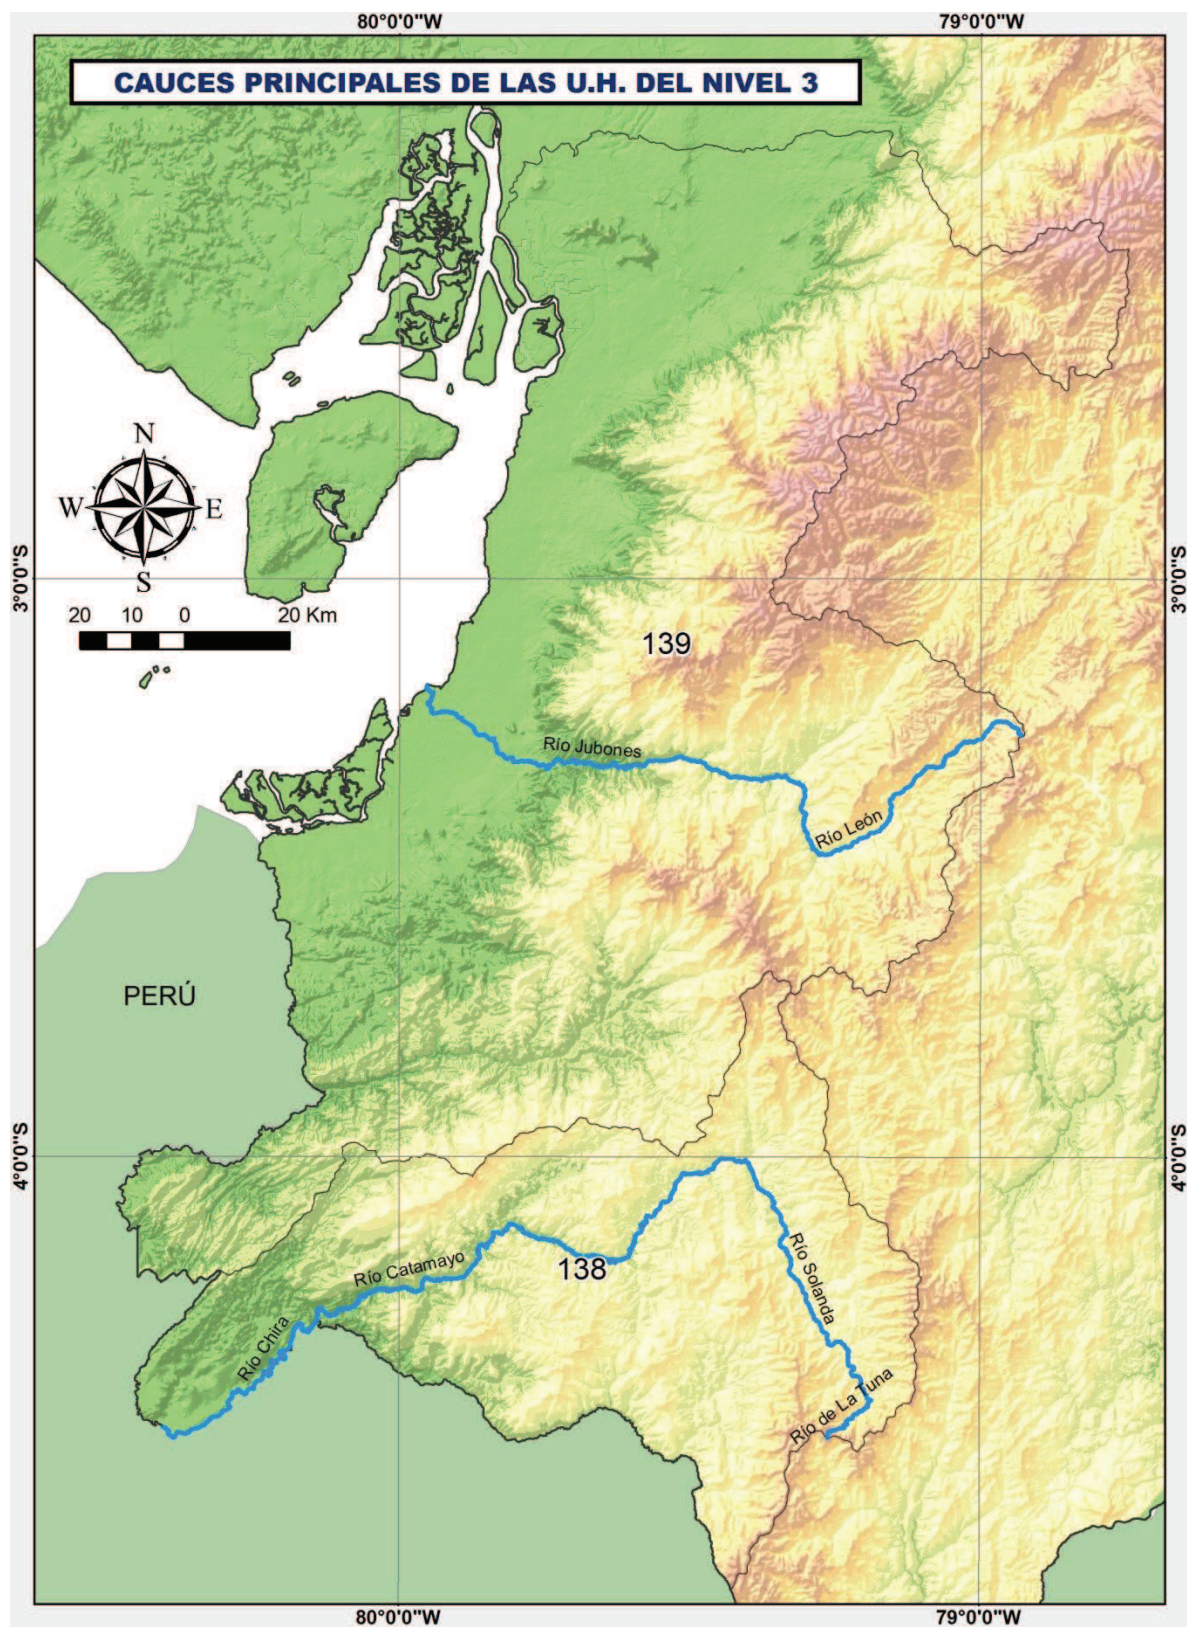 80°0'0"W
79°0'0"W
CAUCES PRINCIPALES DE LAS U.H. DEL NIVEL 3
N
W
E
S
3°0'0"S
3°0'0"S
20
10
0
20 Km
139
Río Jubones
Río León
PERÚ
4°0'0"S
4°0'0"S
Río Catamayo
138
Río Solanda
Río Chira
Río de La Tuna
80°0'0"W
79°0'0"W